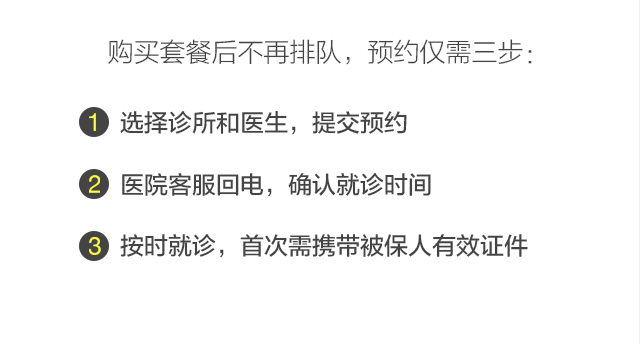 购买套餐后不再排队，预约仅需三步：
1 选择诊所和医生，提交预约
2 医院客服回电，确认就诊时间
3 按时就诊，首次需携带被保人有效证件